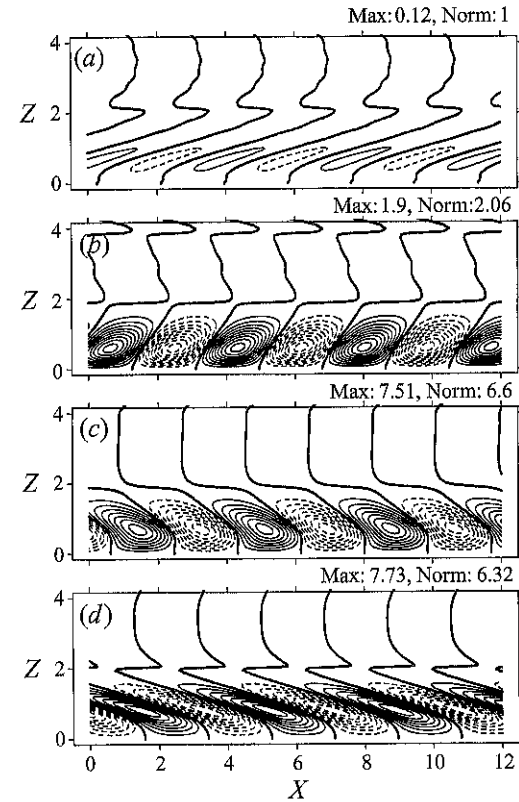 Max: 0.12, Norm: 1
(a)
4
Z 2
0
Max: 1.9, Norm: 2.06
(b)
4
Z 2
0
Max: 7.51, Norm: 6.6
(c)
4
Z 2
0
Max: 7.73, Norm: 6.32
(d)
4
Z 2
0
0 2 4 6 8 10 12
X